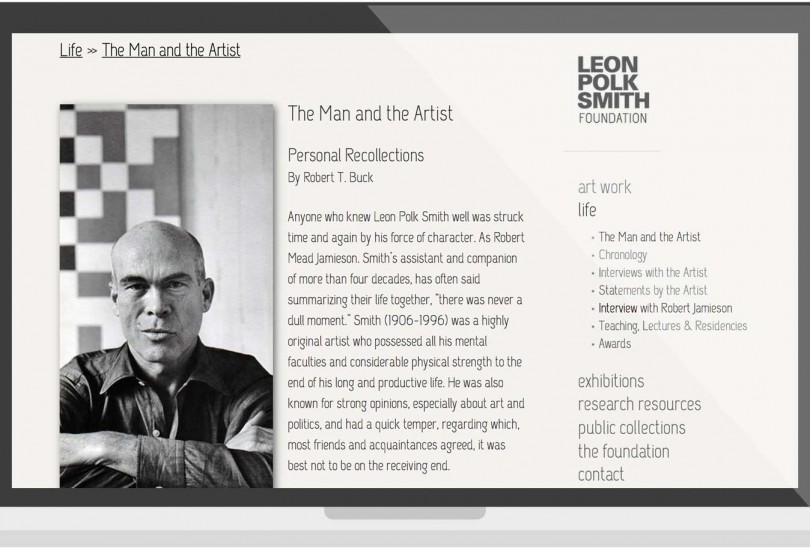 Life >> The Man and the Artist
The Man and the Artist
Personal Recollections
By Robert T. Buck
Anyone who knew Leon Polk Smith well was struck
time and again by his force of character. As Robert
Mead Jamieson. Smith's assistant and companion
of more than four decades, has often said
summarizing their life together, "there was never a
dull moment." Smith (1906-1996) was a highly
original artist who possessed all his mental
faculties and considerable physical strength to the
end of his long and productive life. He was also
known for strong opinions, especially about art and
politics, and had a quick temper, regarding which,
most friends and acquaintances agreed, it was
best not to be on the receiving end.
LEON
POLK
SMITH
FOUNDATION
art work
life
• The Man and the Artist
• Chronology
• Interviews with the Artist
• Statements by the Artist
• Interview with Robert Jamieson
• Teaching, Lectures & Residencies
• Awards
exhibitions
research resources
public collections
the foundation
contact